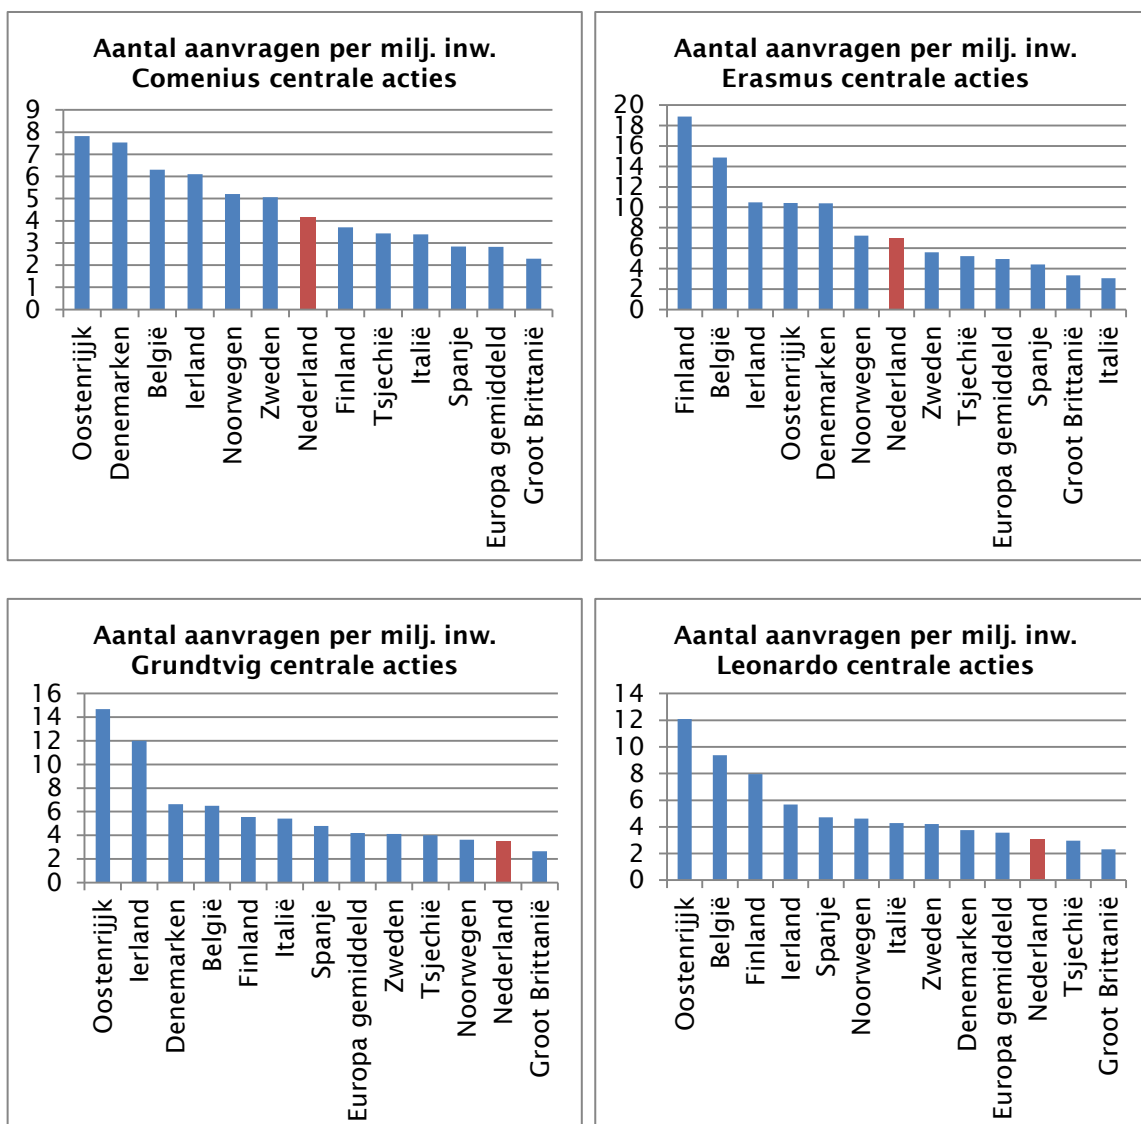 Aantal aanvragen per milj. inw.
Comenius centrale acties
9
8
7
6
5
4
3
2
1
0
Oostenrijjk
Denemarken
België
Ierland
Noorwegen
Zweden
Nederland
Finland
Tsjechië
Italië
Spanje
Europa gemiddeld
Groot Brittanië
Aantal aanvragen per milj. inw.
Erasmus centrale acties
20
18
16
14
12
10
8
6
4
2
0
Finland
België
Ierland
Oostenrijjk
Denmarken
Noorwegen
Nederland
Zweden
Tsjechië
Europa gemiddeld
Spanje
Groot Brittanië
Italië
Aantal aanvragen per milj. inw.
Grundtvig centrale acties
16
14
12
10
8
6
4
2
0
Oostenrijjk
Ierland
Denemarken
België
Finland
Italië
Spanje
Europa gemiddeld
Zweden
Tsjechië
Noorwegen
Nederland
Groot Brittanië
Aantal aanvragen per milj. inw.
Leonardo centrale acties
14
12
10
8
6
4
2
0
Oostenrijk
België
Finland
Ierland
Spanje
Noorwegen
Italië
Zweden
Denemarken
Europa gemiddeld
Nederland
Tsjechië
Groot Brittanië